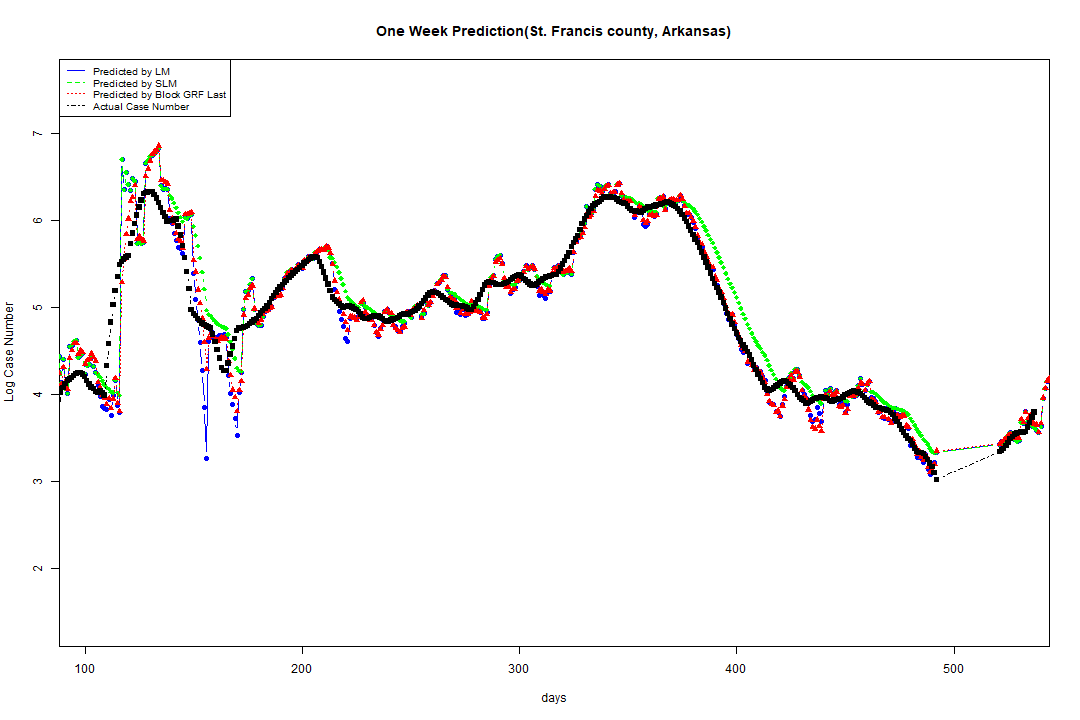 One Week Prediction(St. Francis county, Arkansas)
Predicted by LM
Predicted by SLM
Predicted by Block GRF Last
Actual Case Number
7
6
5
4
3
2
Log Case Number
100 200 300 400 500
days